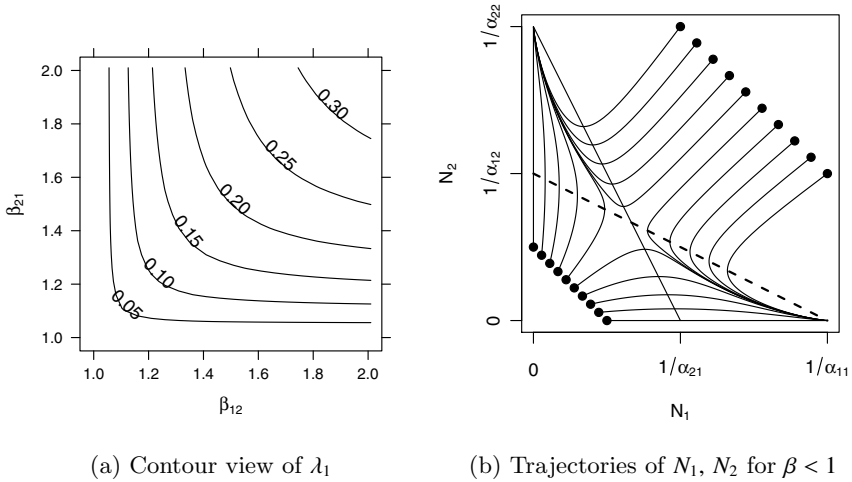 2.0
1.8
1.6
1.4
1.2
1.0
β21
0.30
0.25
0.20
0.15
0.10
0.05
1.0 1.2 1.4 1.6 1.8 2.0
β12
(a) Contour view of λ1
1/α22
1/α12
0
N2
0 1/α21 1/α11
N1
(b) Trajectories of N1, N2 for β < 1